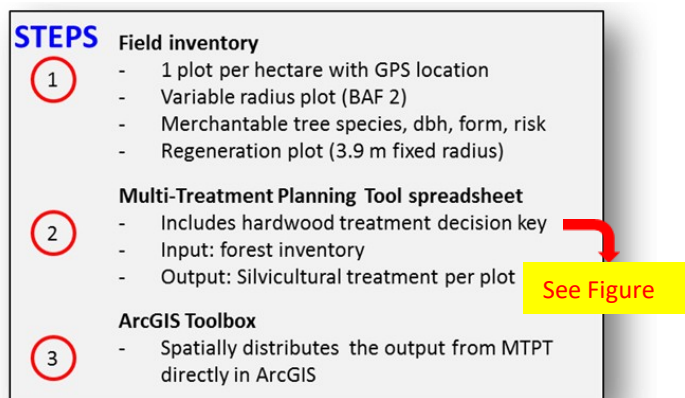 STEPS
Field inventory
1
- 1 plot per hectare with GPS location
- Variable radius plot (BAF 2)
- Merchantable tree species, dbh, form, risk
- Regeneration plot (3.9 m fixed radius)
Multi-Treatment Planning Tool spreadsheet
2
- Includes hardwood treatment decision key
- Input: forest inventory
- Output: Silvicultural treatment per plot
See Figure
ArcGIS Toolbox
3
- Spatially distributes the output from MTPT
directly in ArcGIS